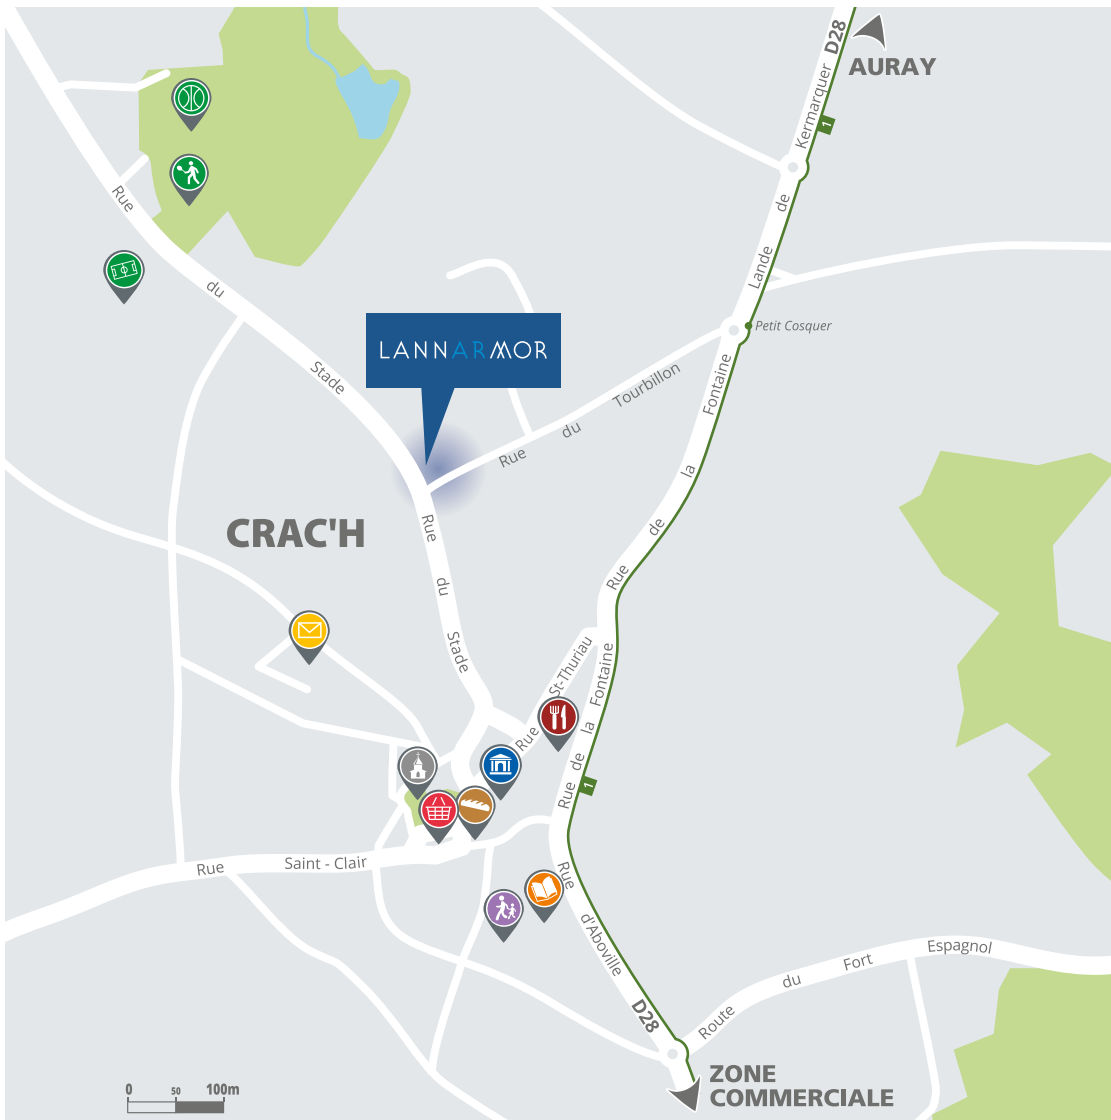 D28
AURAY
Kermarquer
1
de
Lande
Petit Cosquer
Rue
du
Stade
LANNARMOR
Fontaine
la
de
Rue
Rue du Tourbillon
CRAC'H
Rue
du
Stade
Rue St-Thuriau
Rue de la Fontaine
1
Rue Saint - Clair
Rue
d'Aboville
D28
Route du Fort Espagnol
ZONE
COMMERCIALE
0 50 100m